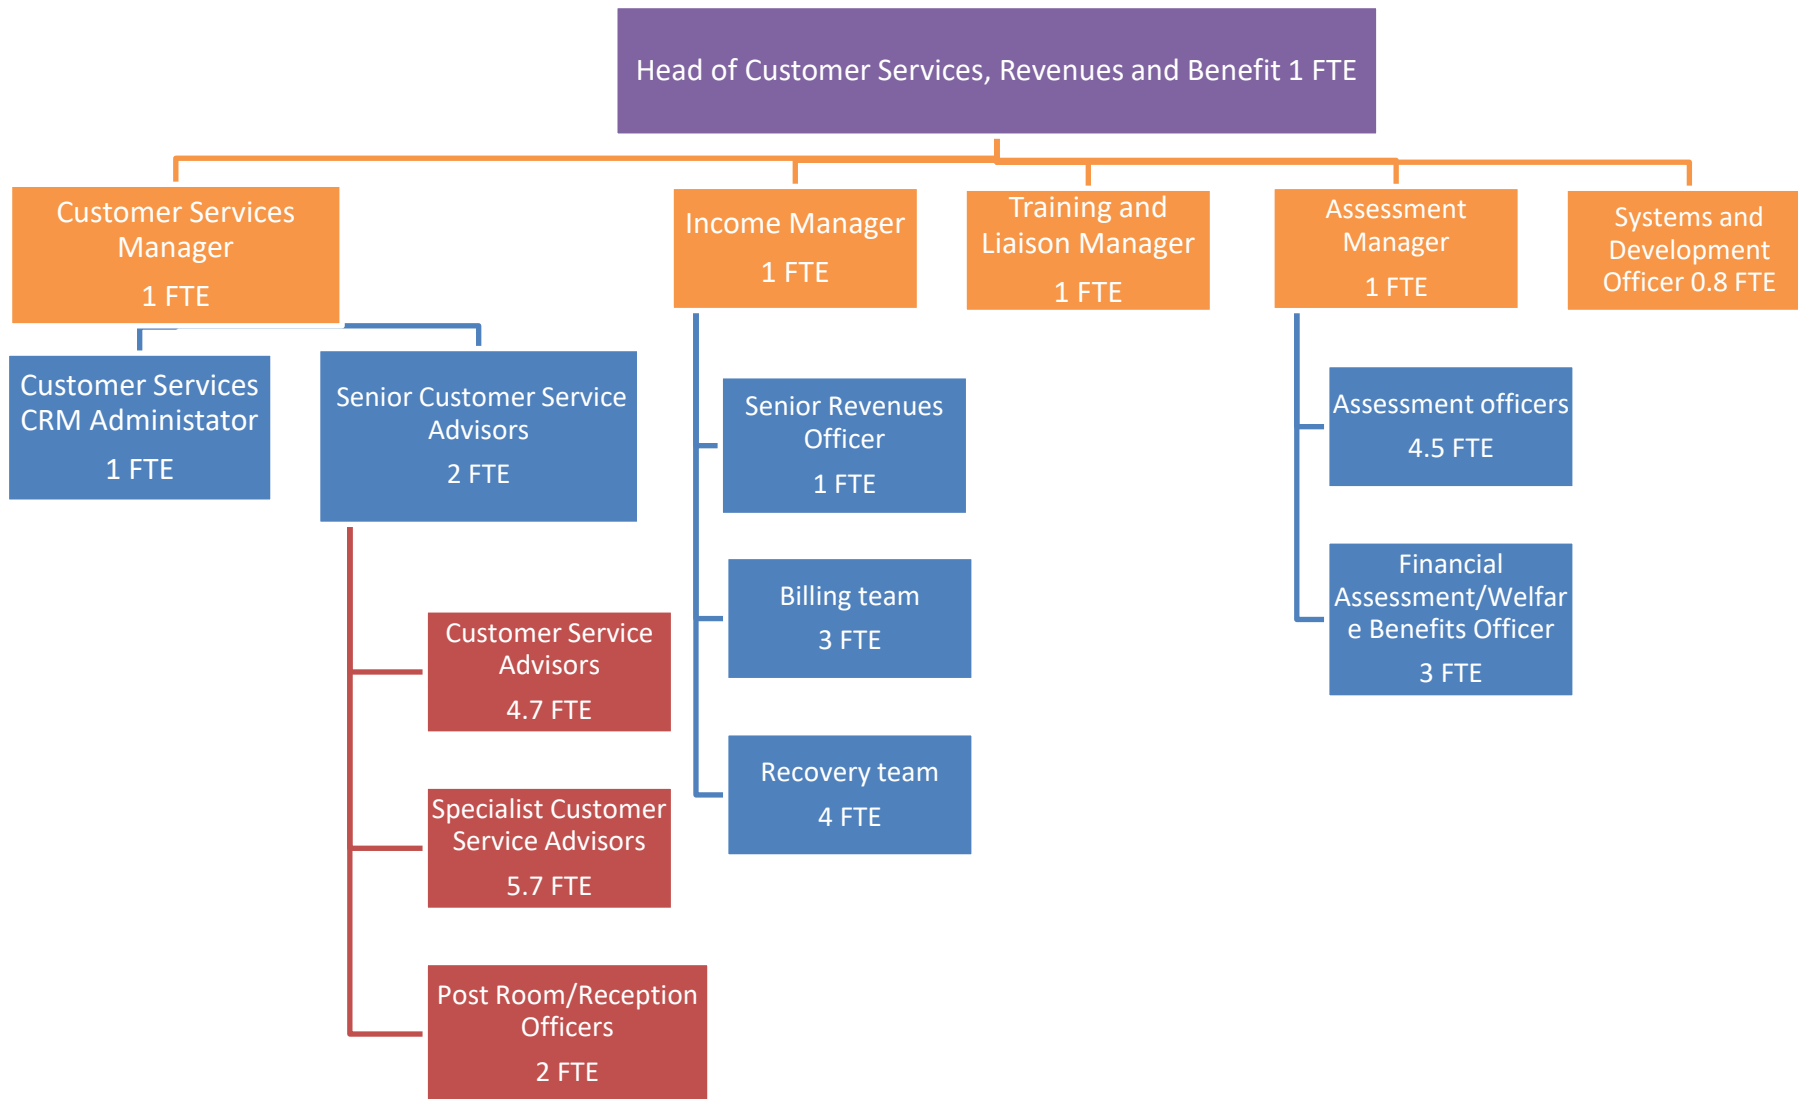 Head of Customer Services, Revenues and Benefit 1 FTE
Customer Services
Manager
1 FTE
Income Manager
1 FTE
Training and
Liaison Manager
1 FTE
Assessment
Manager
1 FTE
Systems and
Development
Officer 0.8 FTE
Customer Services
CRM Administator
1 FTE
Senior Customer Service
Advisors
2 FTE
Senior Revenues
Officer
1 FTE
Assessment officers
4.5 FTE
Billing team
3 FTE
Financial
Assessment/Welfar
e Benefits Officer
3 FTE
Customer Service
Advisors
4.7 FTE
Recovery team
4 FTE
Specialist Customer
Service Advisors
5.7 FTE
Post Room/Reception
Officers
2 FTE